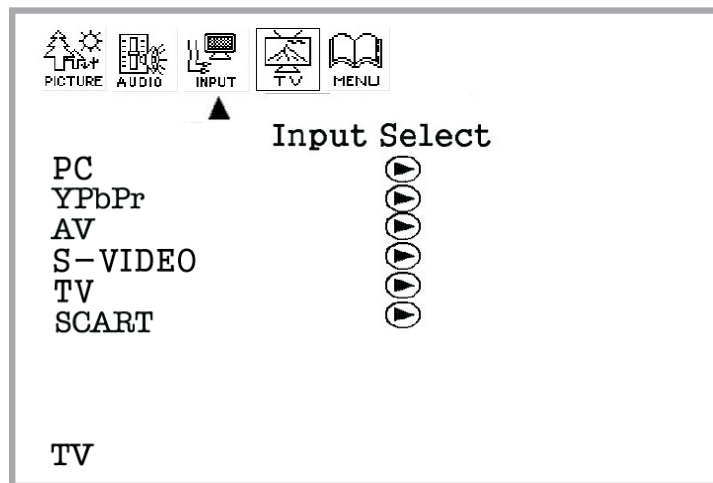 PICTURE AUDIO INPUT TV MENU
Input Select
PC
YPbPr
AV
S-VIDEO
TV
SCART
TV